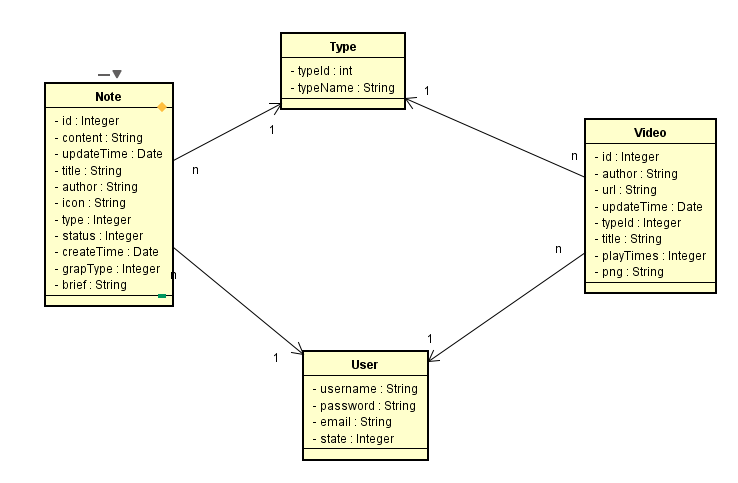 Type
- typeId : int
- typeName : String
Note
- id : Integer
- content : String
- updateTime : Date
- title : String
- author : String
- icon : String
- type : Integer
- status : Integer
- createTime : Date
- grapType : Integer
- brief : String
Video
- id : Integer
- author : String
- url : String
- updateTime : Date
- typeId : Integer
- title : String
- playTimes : Integer
- png : String
User
- username : String
- password : String
- email : String
- state : Integer
1
n
1
n
n
1
n
1